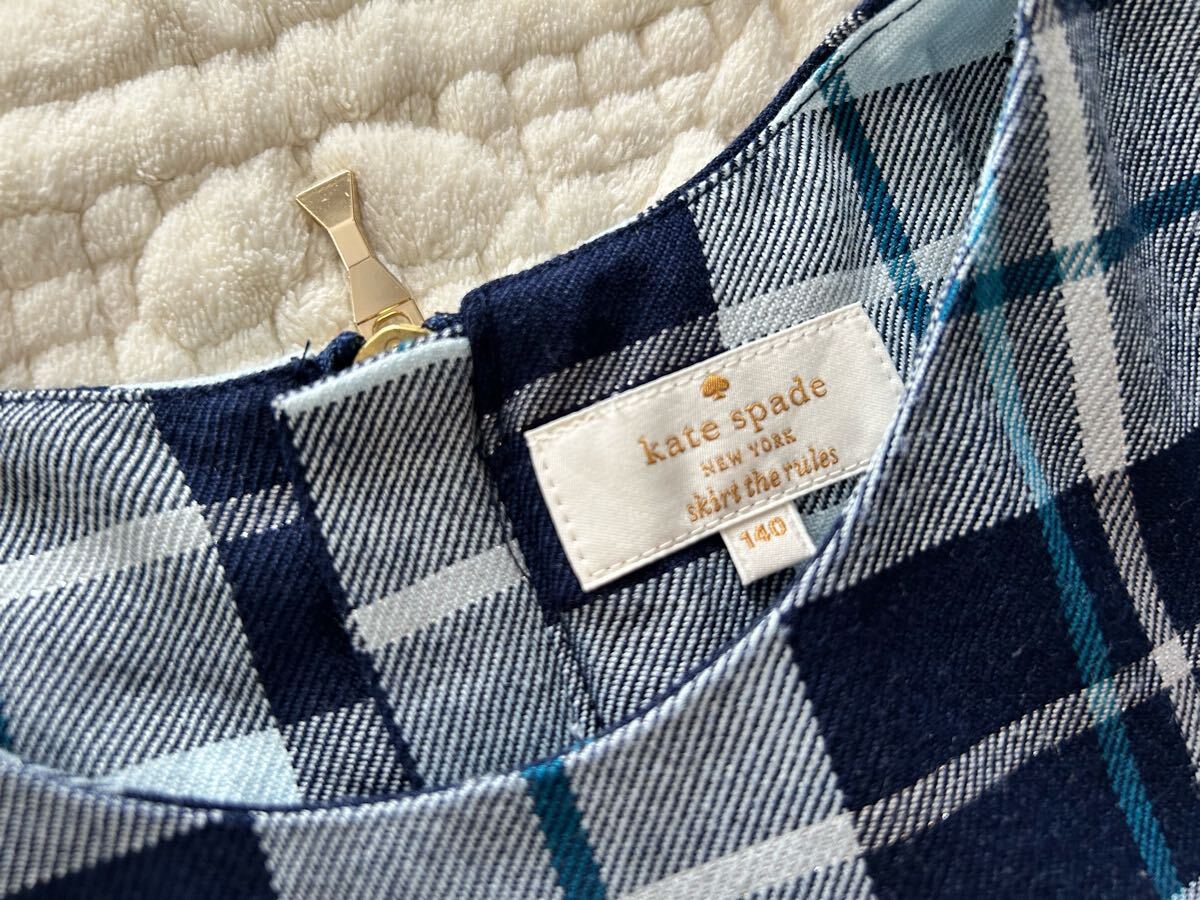 kate spade
NEW YORK
skirt the rules
140